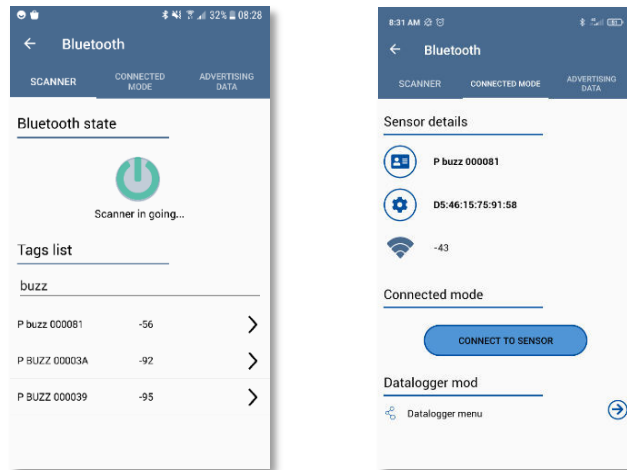 32% 08:28
Bluetooth
SCANNER
CONNECTED
MODE
ADVERTISING
DATA
Bluetooth state
Scanner in going...
Tags list
buzz
P buzz 000081 -56
P BUZZ 00003A -92
P BUZZ 000039 -95
8:31 AM
Bluetooth
SCANNER
CONNECTED MODE
ADVERTISING
DATA
Sensor details
P buzz 000081
D5:46:15:75:91:58
-43
Connected mode
CONNECT TO SENSOR
Datalogger mod
Datalogger menu